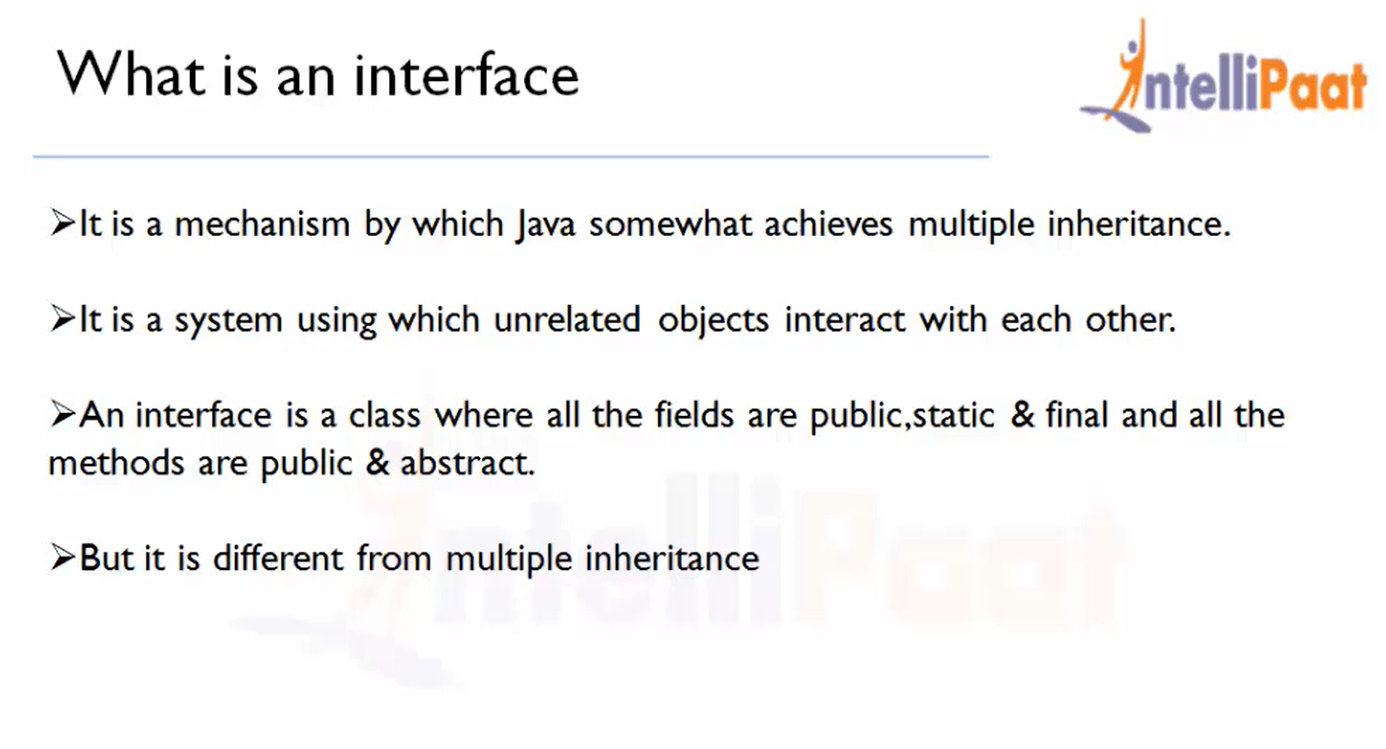 What is an interface
IntelliPaat
➢It is a mechanism by which Java somewhat achieves multiple inheritance.
➢It is a system using which unrelated objects interact with each other.
➢An interface is a class where all the fields are public,static & final and all the
methods are public & abstract.
➢But it is different from multiple inheritance
IntelliPaat